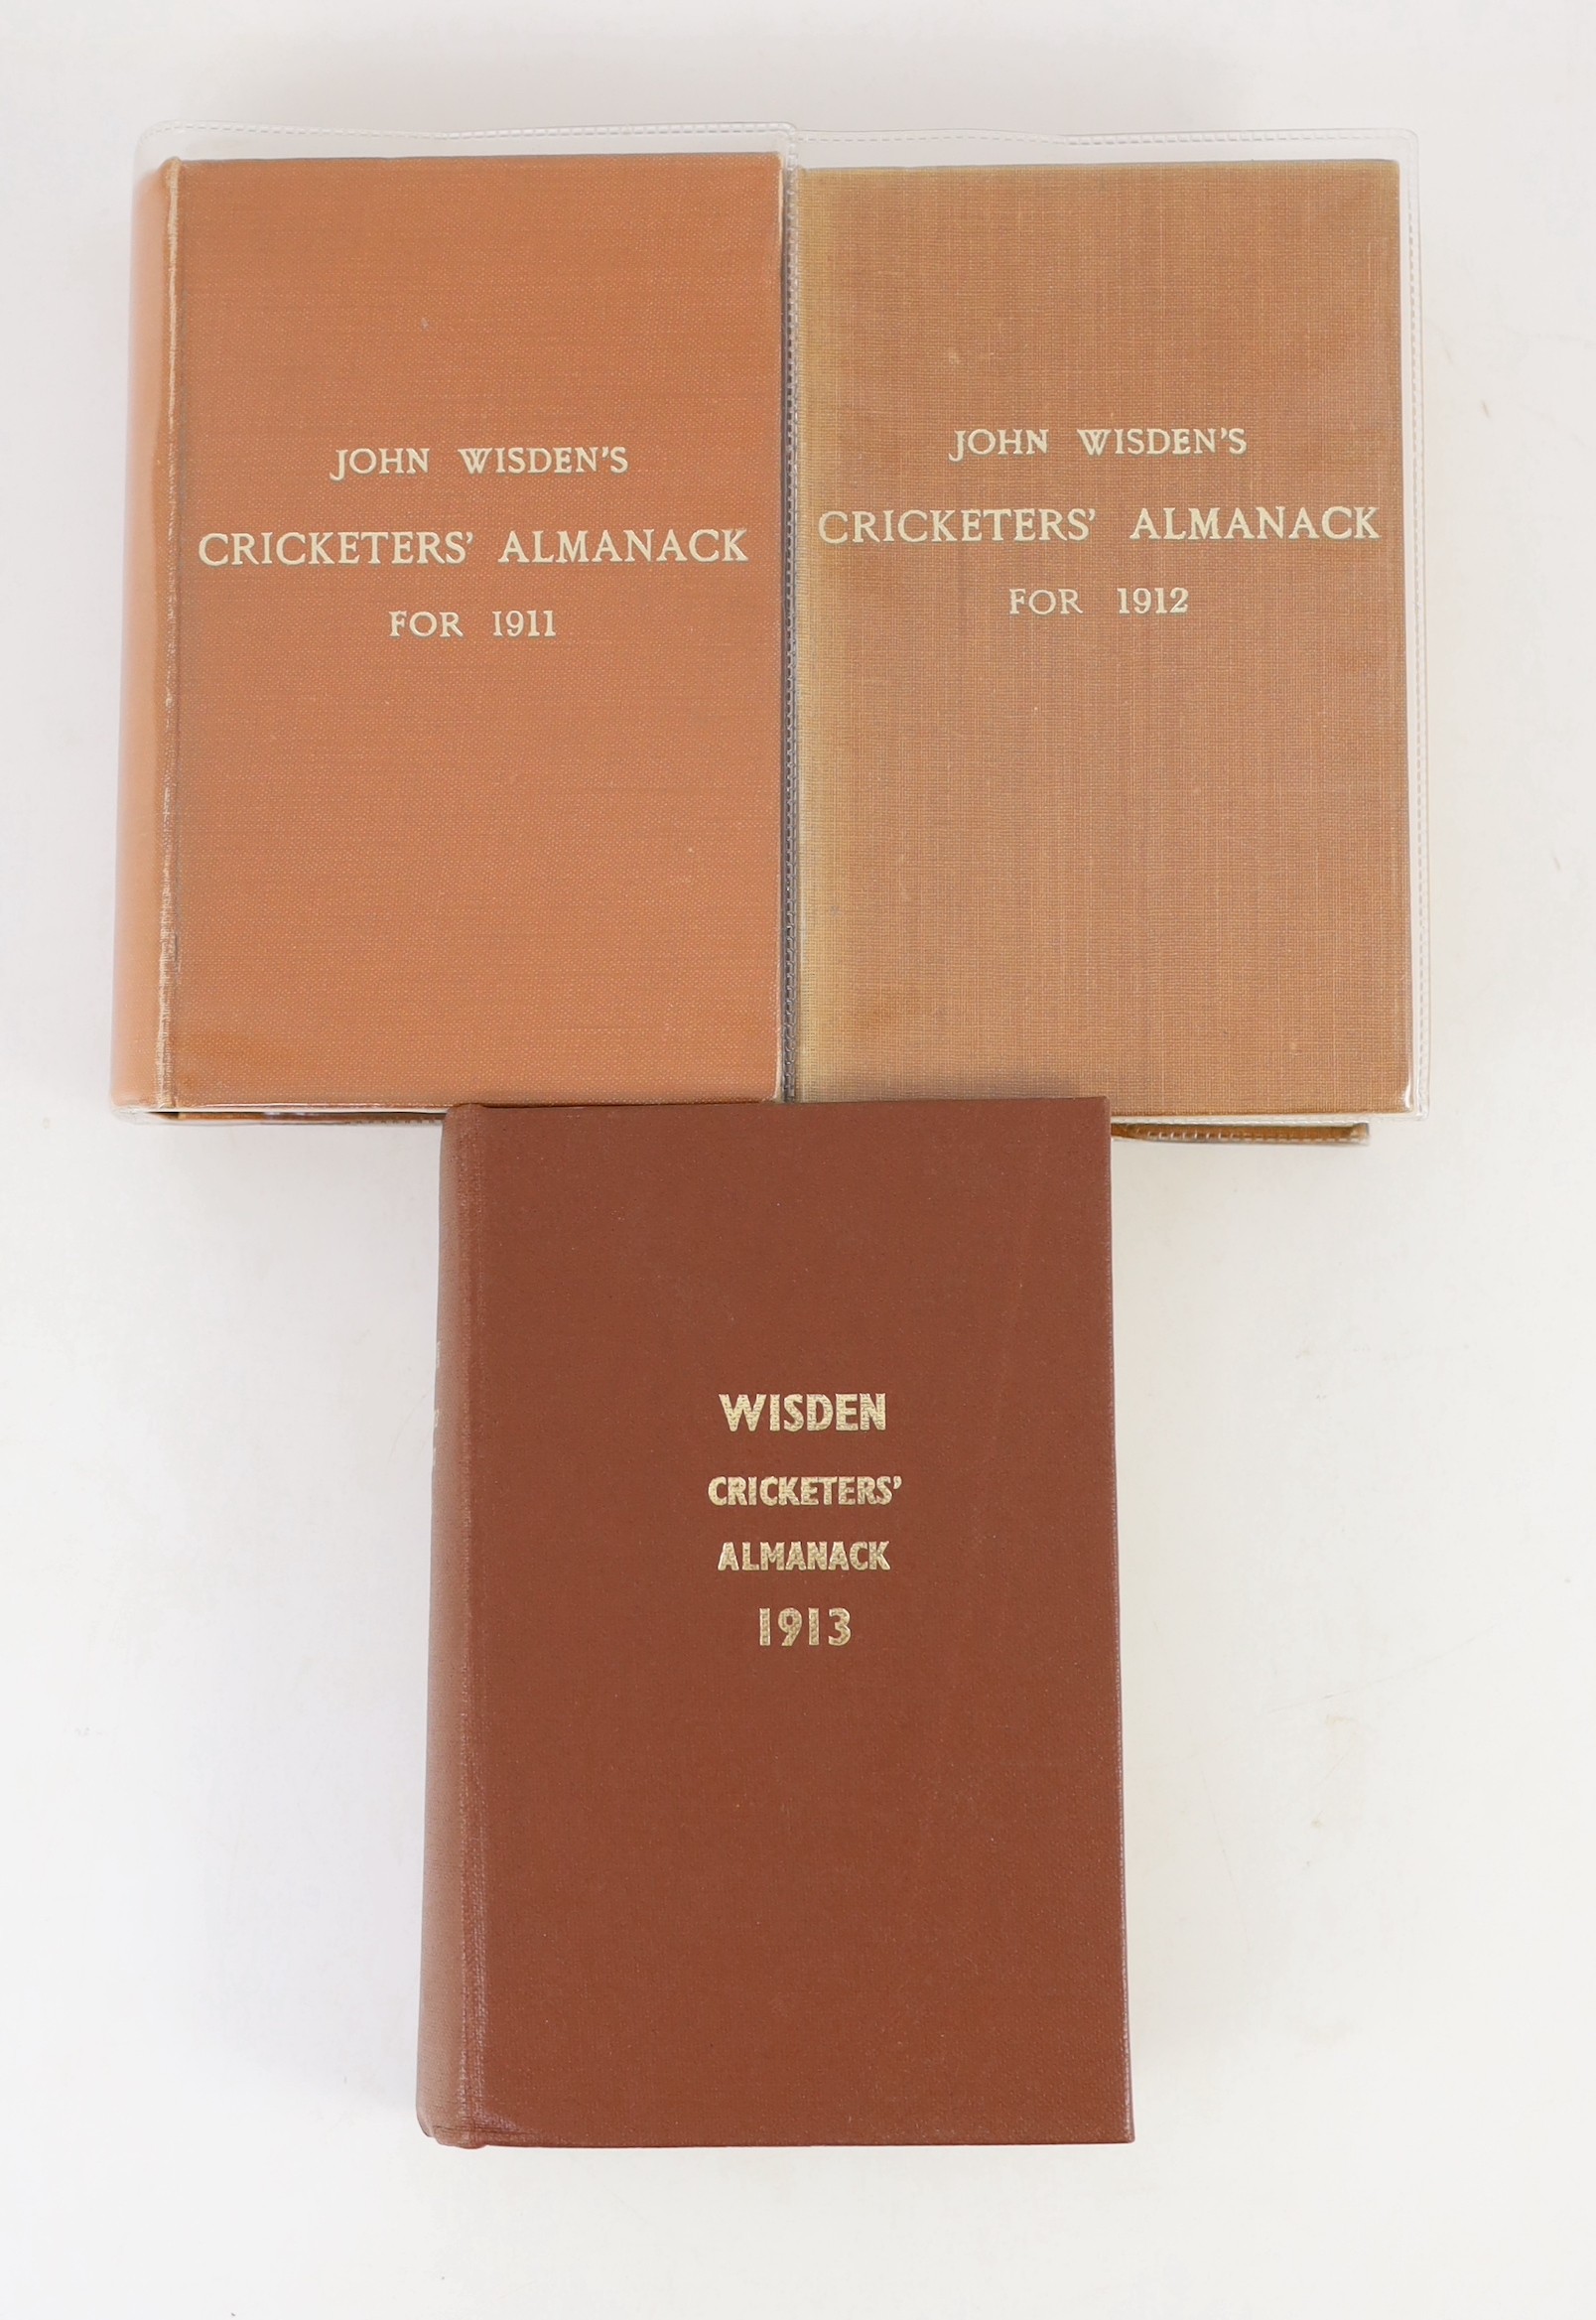 JOHN WISDEN'S
CRICKETERS' ALMANACK
FOR 1911
JOHN WISDEN'S
CRICKETERS' ALMANACK
FOR 1912
WISDEN
CRICKETERS'
ALMANACK
1913